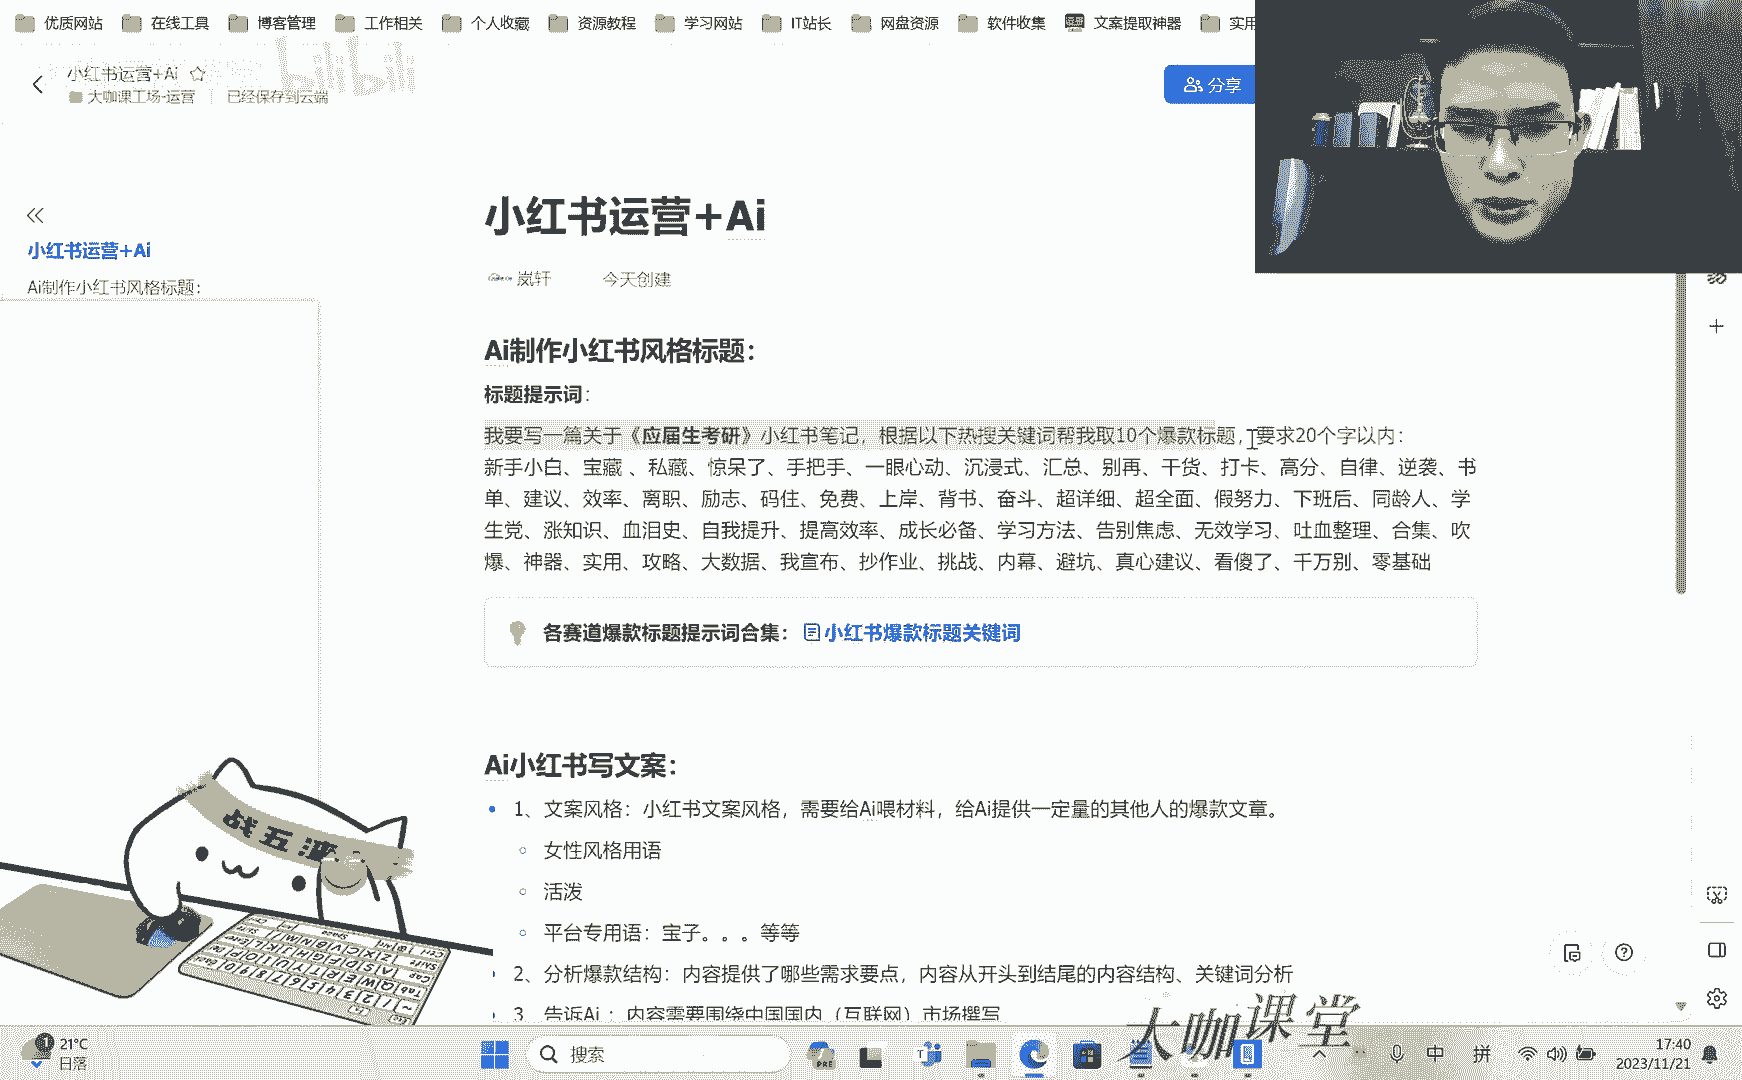 优质网站 在线工具 博客管理 工作相关 个人收藏 资源教程 学习网站 IT站长 网盘资源 软件收集 文案提取神器 实用
bilibili
小红书运营+Ai
大咖课工场-运营 已经保存到云端
分享
小红书运营+Ai
Ai制作小红书风格标题:
小红书运营+Ai
岚轩 今天创建
Ai制作小红书风格标题:
标题提示词:
我要写一篇关于《应届生考研》小红书笔记，根据以下热搜关键词帮我取10个爆款标题，要求20个字以内:
新手小白、宝藏 、私藏、惊呆了、手把手、一眼心动、沉浸式、汇总、别再、干货、打卡、高分、自律、逆袭、书
单、建议、效率、离职、励志、码住、免费、上岸、背书、奋斗、超详细、超全面、假努力、下班后、同龄人、学
生党、涨知识、血泪史、自我提升、提高效率、成长必备、学习方法、告别焦虑、无效学习、吐血整理、合集、吹
爆、神器、实用、攻略、大数据、我宣布、抄作业、挑战、内幕、避坑、真心建议、看傻了、千万别、零基础
各赛道爆款标题提示词合集: 小红书爆款标题关键词
Ai小红书写文案:
1、文案风格: 小红书文案风格，需要给Ai喂材料，给Ai提供一定量的其他人的爆款文章。
女性风格用语
活泼
平台专用语: 宝子。。。等等
2、分析爆款结构: 内容提供了哪些需求要点，内容从开头到结尾的内容结构、关键词分析
3、告诉Ai : 内容需要围绕中国国内（互联网）市场撰写
战五渣
大咖课堂
21°C
日落
搜索
PRE
中 拼
17:40
2023/11/21